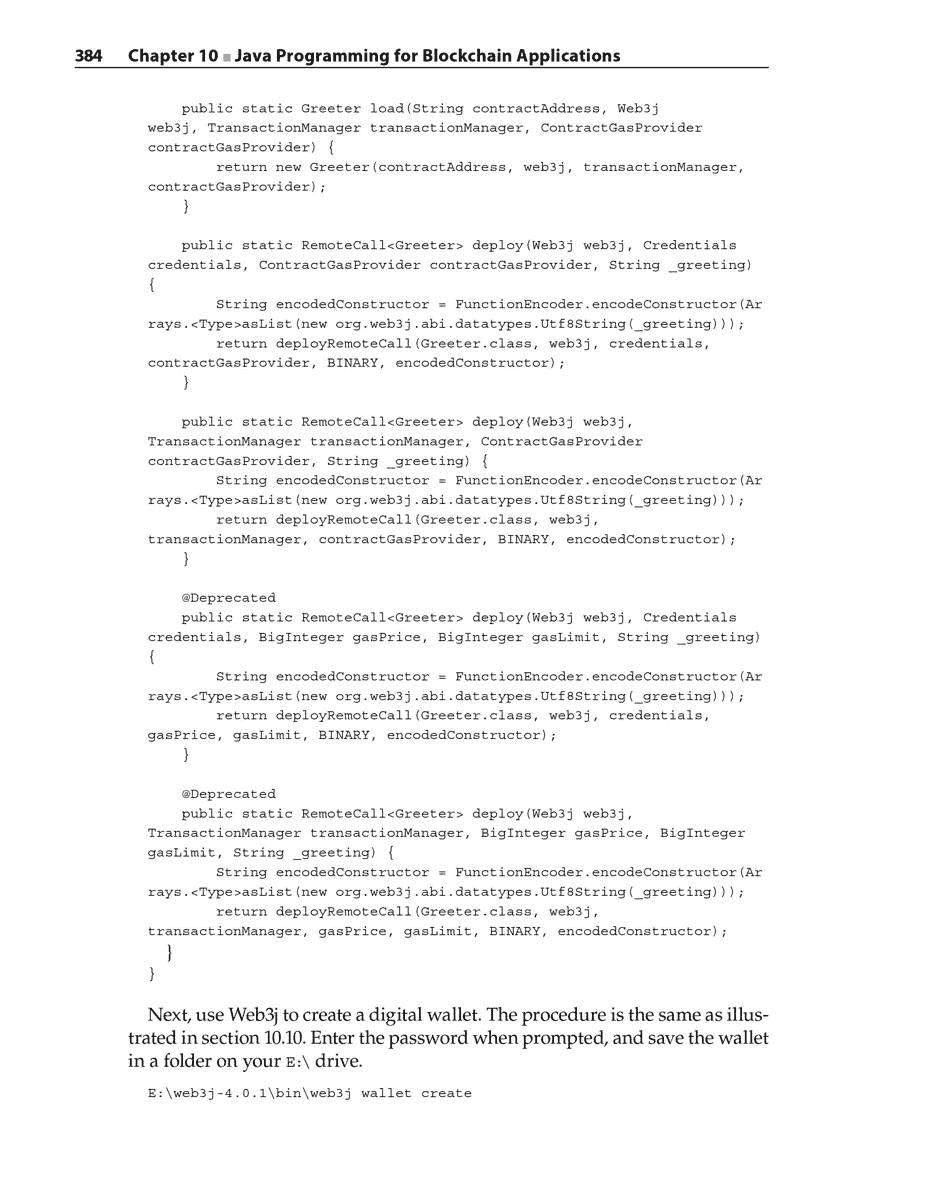 384 Chapter 10 ■ Java Programming for Blockchain Applications
public static Greeter load(String contractAddress, Web3j
web3j, TransactionManager transactionManager, ContractGasProvider
contractGasProvider) {
return new Greeter(contractAddress, web3j, transactionManager,
contractGasProvider);
}
public static RemoteCall<Greeter> deploy(Web3j web3j, Credentials
credentials, ContractGasProvider contractGasProvider, String _greeting)
{
String encodedConstructor = FunctionEncoder.encodeConstructor(Ar
rays.<Type>asList(new org.web3j.abi.datatypes.Utf8String(_greeting)));
return deployRemoteCall(Greeter.class, web3j, credentials,
contractGasProvider, BINARY, encodedConstructor);
}
public static RemoteCall<Greeter> deploy(Web3j web3j,
TransactionManager transactionManager, ContractGasProvider
contractGasProvider, String _greeting) {
String encodedConstructor = FunctionEncoder.encodeConstructor(Ar
rays.<Type>asList(new org.web3j.abi.datatypes.Utf8String(_greeting)));
return deployRemoteCall(Greeter.class, web3j,
transactionManager, contractGasProvider, BINARY, encodedConstructor);
}
@Deprecated
public static RemoteCall<Greeter> deploy(Web3j web3j, Credentials
credentials, BigInteger gasPrice, BigInteger gasLimit, String _greeting)
{
String encodedConstructor = FunctionEncoder.encodeConstructor(Ar
rays.<Type>asList(new org.web3j.abi.datatypes.Utf8String(_greeting)));
return deployRemoteCall(Greeter.class, web3j, credentials,
gasPrice, gasLimit, BINARY, encodedConstructor);
}
@Deprecated
public static RemoteCall<Greeter> deploy(Web3j web3j,
TransactionManager transactionManager, BigInteger gasPrice, BigInteger
gasLimit, String _greeting) {
String encodedConstructor = FunctionEncoder.encodeConstructor(Ar
rays.<Type>asList(new org.web3j.abi.datatypes.Utf8String(_greeting)));
return deployRemoteCall(Greeter.class, web3j,
transactionManager, gasPrice, gasLimit, BINARY, encodedConstructor);
}
}
Next, use Web3j to create a digital wallet. The procedure is the same as illus-
trated in section 10.10. Enter the password when prompted, and save the wallet
in a folder on your E:\ drive.
E:\web3j-4.0.1\bin\web3j wallet create